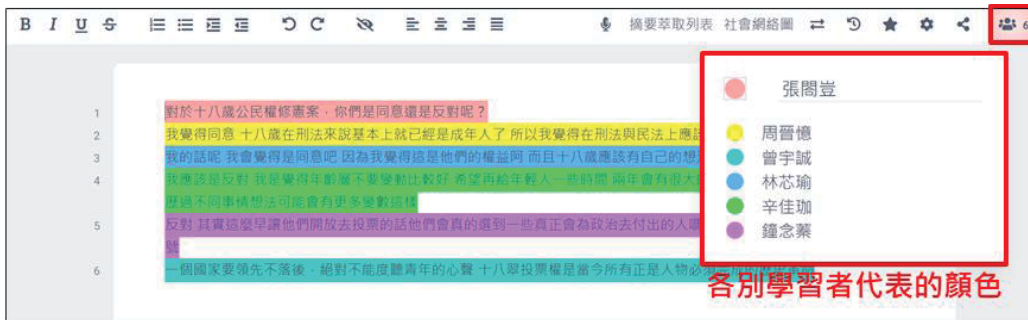 B I U S 摘要萃取列表 社會網絡圖 6
張閤豈
周晉憶
曾宇誠
林芯瑜
辛佳珈
鐘念蓁
1 對於十八歲公民權修憲案，你們是同意還是反對呢？
2 我覺得同意 十八歲在刑法來說基本上就已經是成年人了 所以我覺得在刑法與民法上應該
3 我的話呢 我會覺得是同意吧 因為我覺得這是他們的權益阿 而且十八歲應該有自己的想
4 我應該是反對 我是覺得年齡層不要變動比較好 希望再給年輕人一些時間 兩年會有很大
歷過不同事情想法可能會有更多變數這樣
5 反對 其實這麼早讓他們開放去投票的話他們會真的選到一些真正會為政治去付出的人嗎
號
6 一個國家要領先不落後，絕對不能度聽青年的心聲 十八翠投票權是當今所有正是人物必須
各別學習者代表的顏色